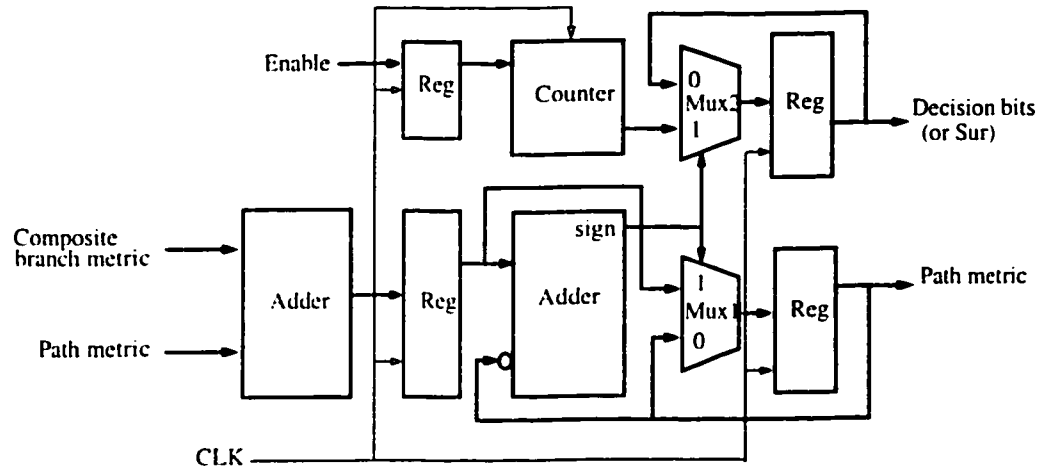 Enable
Reg
Counter
0
Mux2
1
Reg
Decision bits
(or Sur)
Composite
branch metric
Path metric
Adder
Reg
sign
Adder
1
Mux1
0
Reg
Path metric
CLK